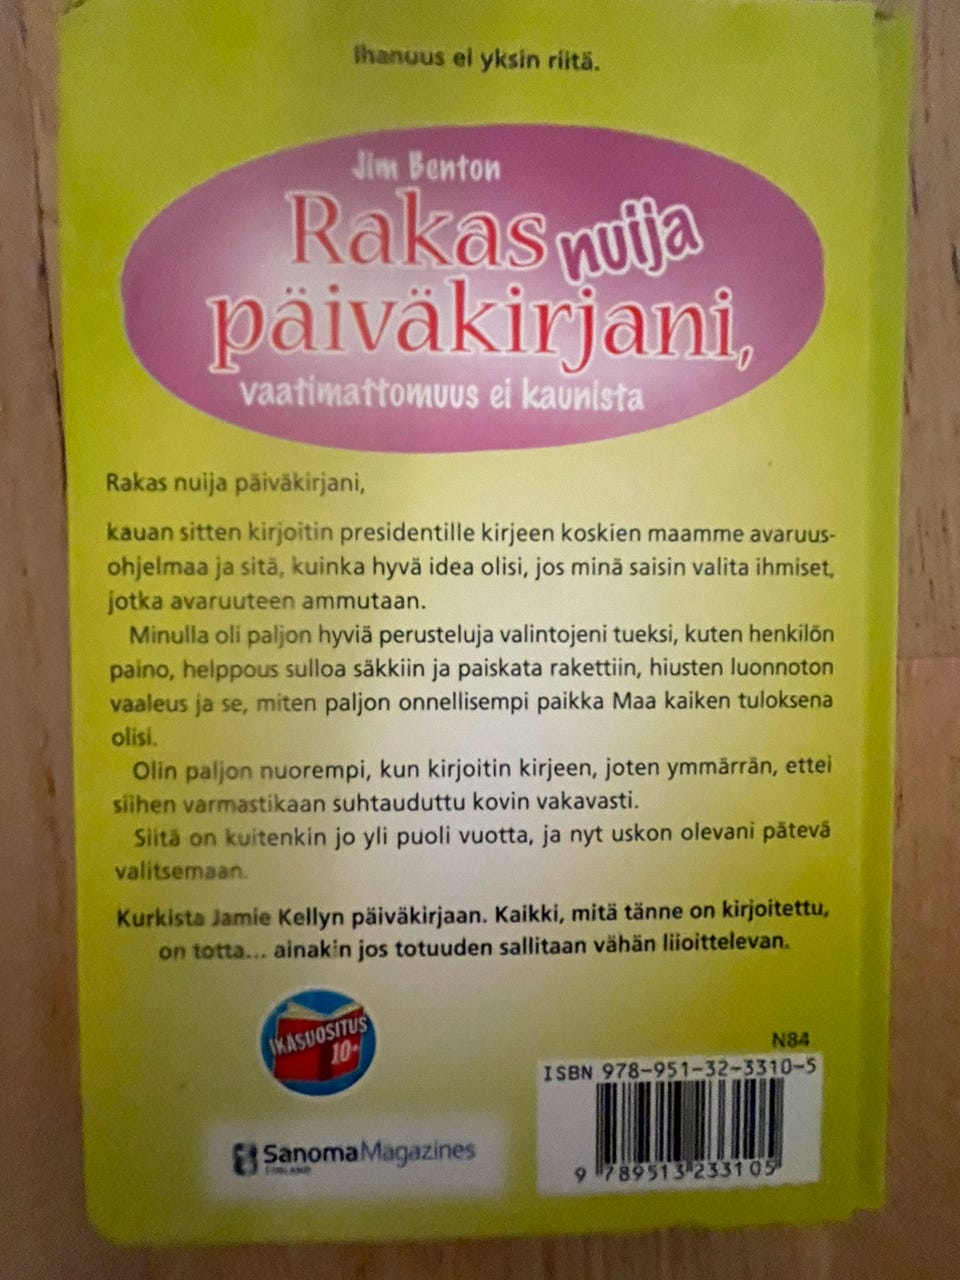 Ihanuus ei yksin riitä.
Jim Benton
Rakas nuija
päiväkirjani,
vaatimattomuus ei kaunista
Rakas nuija päiväkirjani,
kauan sitten kirjoitin presidentille kirjeen koskien maamme avaruus-
ohjelmaa ja sitä, kuinka hyvä idea olisi, jos minä saisin valita ihmiset,
jotka avaruuteen ammutaan.
Minulla oli paljon hyviä perusteluja valintojeni tueksi, kuten henkilön
paino, helppous sulloa säkkiin ja paiskata rakettiin, hiusten luonnoton
vaaleus ja se, miten paljon onnellisempi paikka Maa kaiken tuloksena
olisi.
Olin paljon nuorempi, kun kirjoitin kirjeen, joten ymmärrän, ettei
siihen varmastikaan suhtauduttu kovin vakavasti.
Siitä on kuitenkin jo yli puoli vuotta, ja nyt uskon olevani pätevä
valitsemaan.
Kurkista Jamie Kellyn päiväkirjaan. Kaikki, mitä tänne on kirjoitettu,
on totta... ainakin jos totuuden sallitaan vähän liioittelevan.
IKÄSUOSITUS
10+
N84
ISBN 978-951-32-3310-5
SanomaMagazines
FINLAND
9 789513 233105